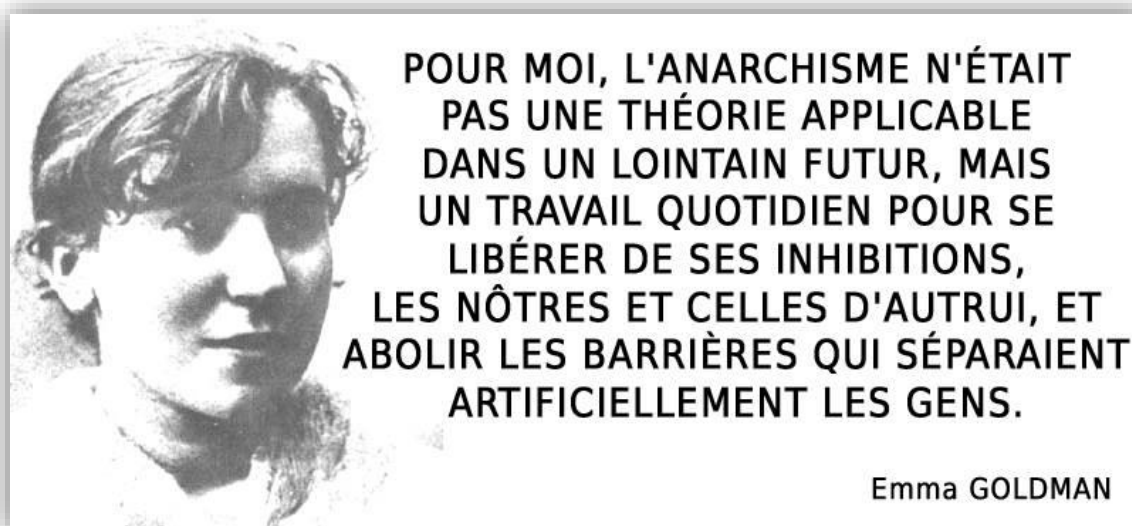 POUR MOI, L'ANARCHISME N'ÉTAIT
PAS UNE THÉORIE APPLICABLE
DANS UN LOINTAIN FUTUR, MAIS
UN TRAVAIL QUOTIDIEN POUR SE
LIBÉRER DE SES INHIBITIONS,
LES NÔTRES ET CELLES D'AUTRUI, ET
ABOLIR LES BARRIÈRES QUI SÉPARAIENT
ARTIFICIELLEMENT LES GENS.
Emma GOLDMAN